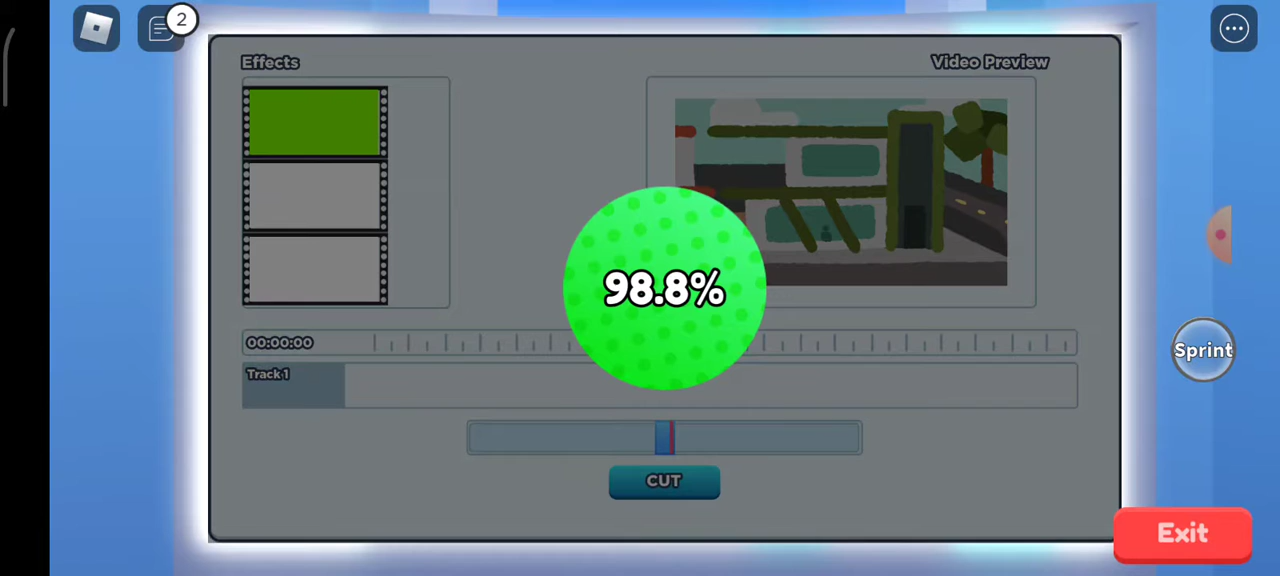 2
Effects
Video Preview
98.8%
00:00:00
Track 1
Sprint
CUT
Exit